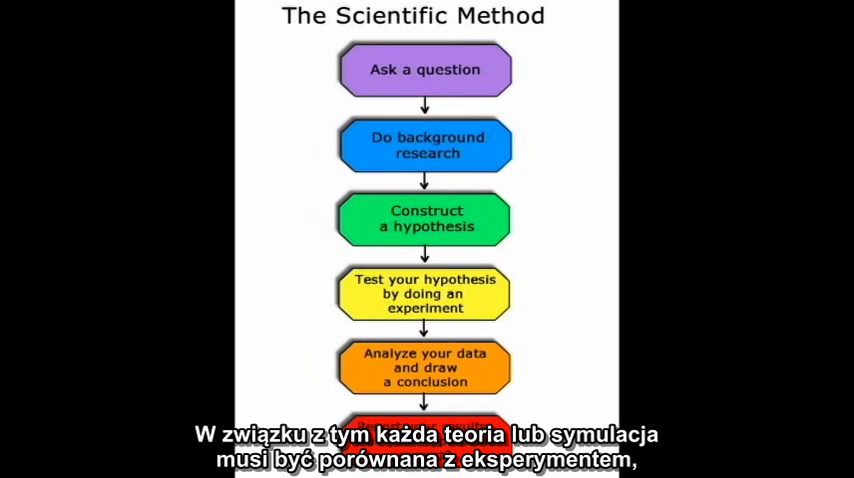 The Scientific Method
Ask a question
Do background
research
Construct
a hypothesis
Test your hypothesis
by doing an
experiment
Analyze your data
and draw
a conclusion
W związku z tym każda teoria lub symulacja
musi być porównana z eksperymentem,